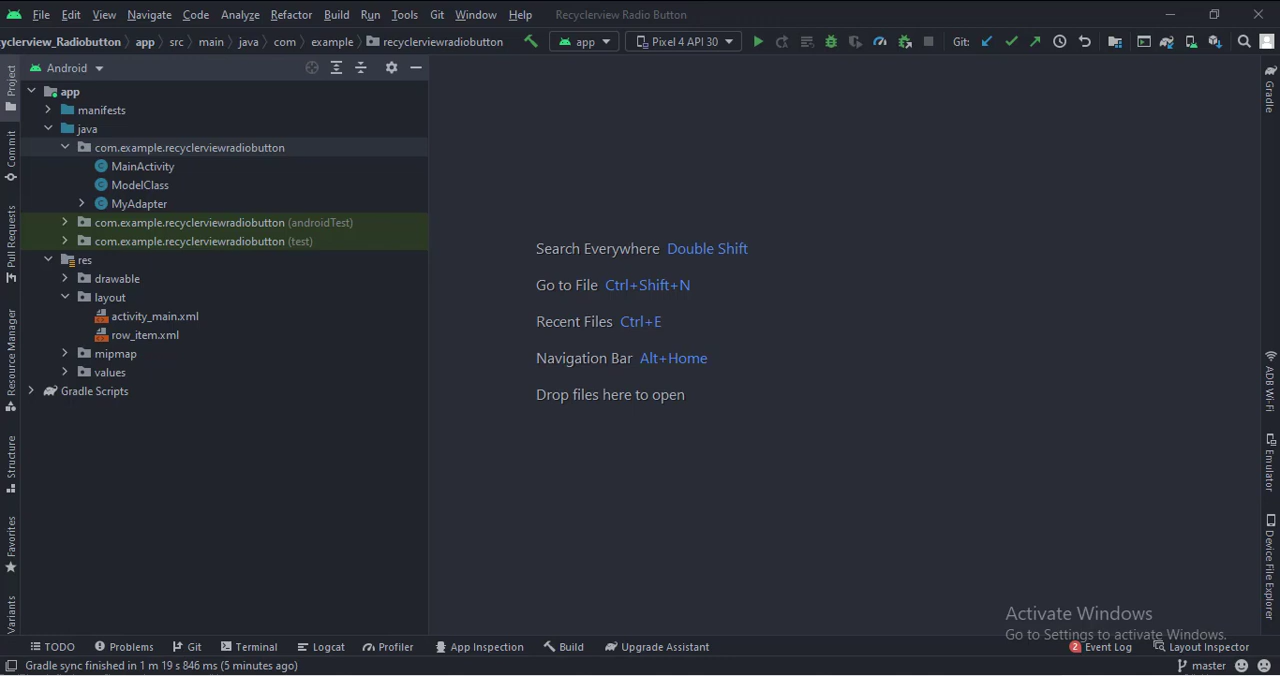 File Edit View Navigate Code Analyze Refactor Build Run Tools Git Window Help Recyclerview Radio Button
yclerview_Radiobutton app src main java com example recyclerviewradiobutton app Pixel 4 API 30 Git:
Project
Commit
Pull Requests
Resource Manager
Structure
Favorites
Variants
Android
app
manifests
java
com.example.recyclerviewradiobutton
MainActivity
ModelClass
MyAdapter
com.example.recyclerviewradiobutton (androidTest)
com.example.recyclerviewradiobutton (test)
res
drawable
layout
activity_main.xml
row_item.xml
mipmap
values
Gradle Scripts
Search Everywhere Double Shift
Go to File Ctrl+Shift+N
Recent Files Ctrl+E
Navigation Bar Alt+Home
Drop files here to open
Gradle
ADB Wi-Fi
Emulator
Device File Explorer
Activate Windows
Go to Settings to activate Windows.
TODO Problems Git Terminal Logcat Profiler App Inspection Build Upgrade Assistant 2 Event Log Layout Inspector
Gradle sync finished in 1 m 19 s 846 ms (5 minutes ago) master